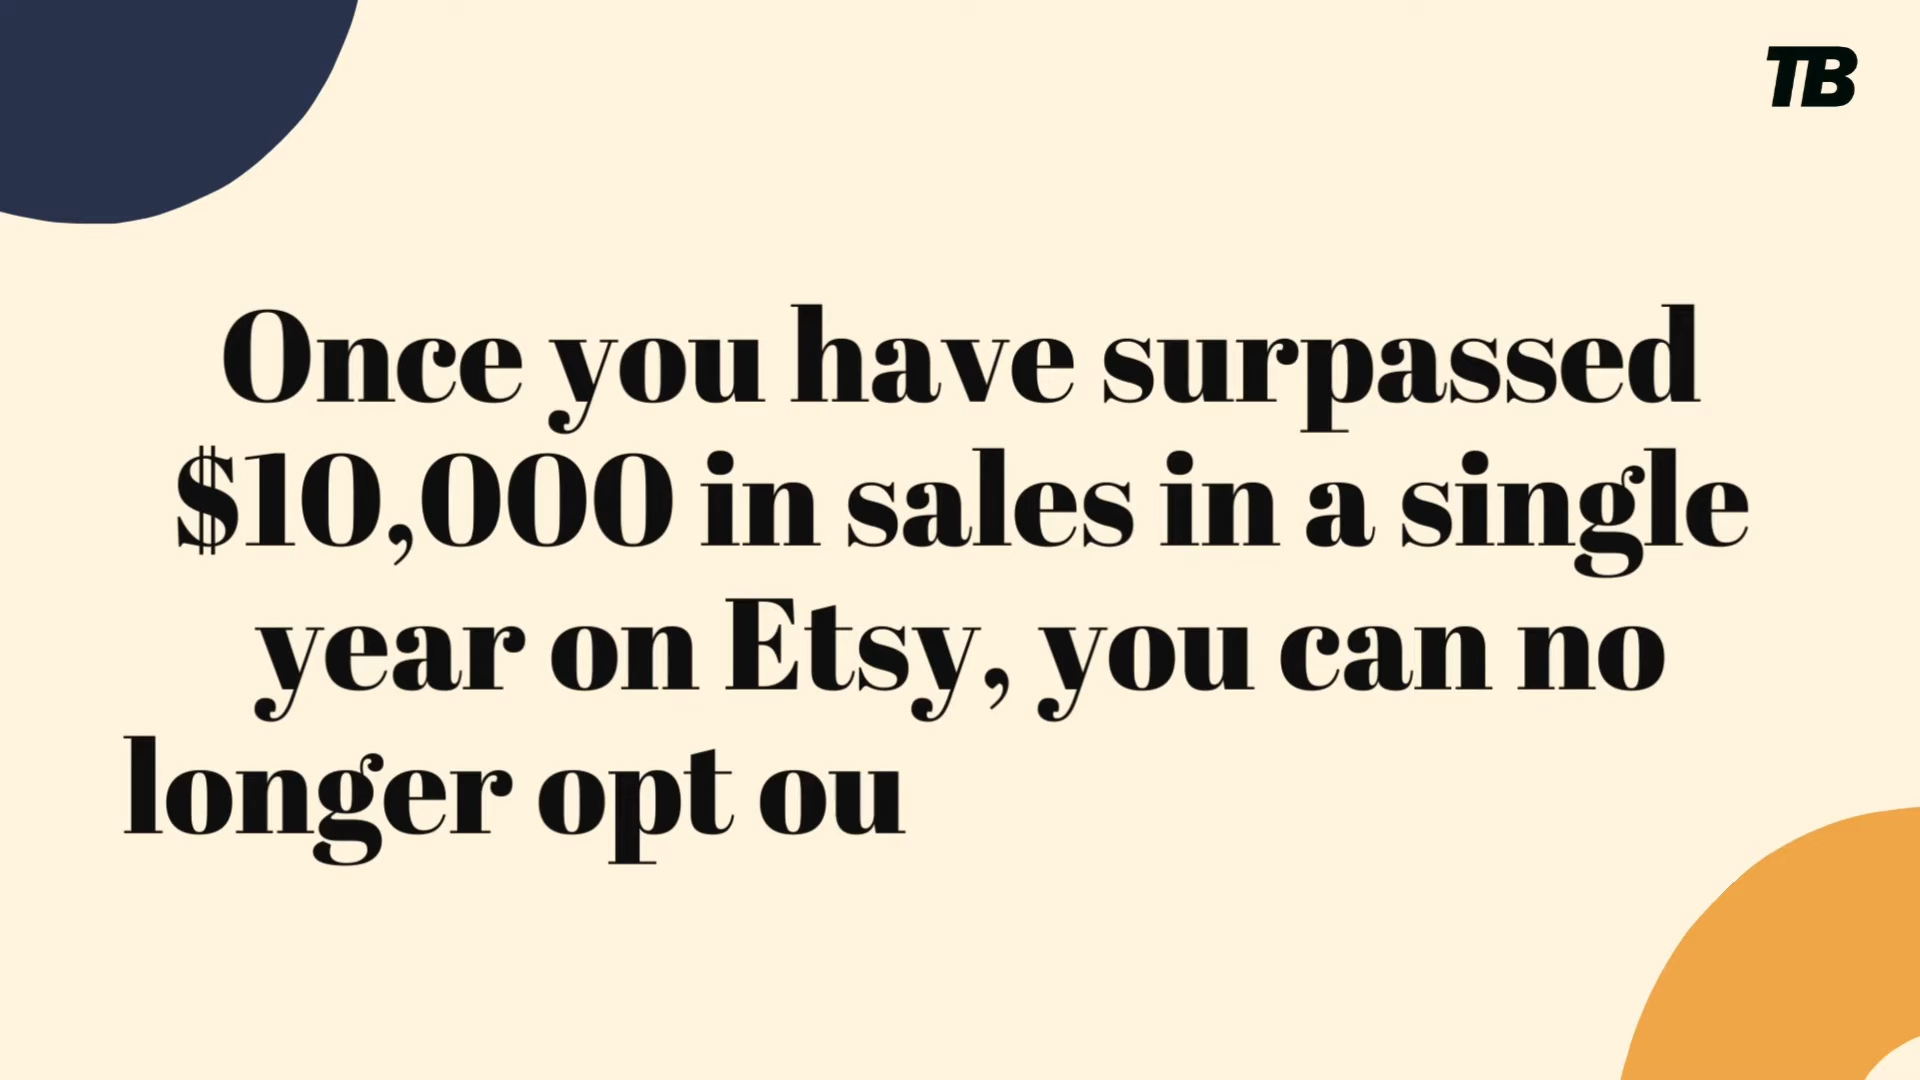 TB
Once you have surpassed
$10,000 in sales in a single
year on Etsy, you can no
longer opt ou